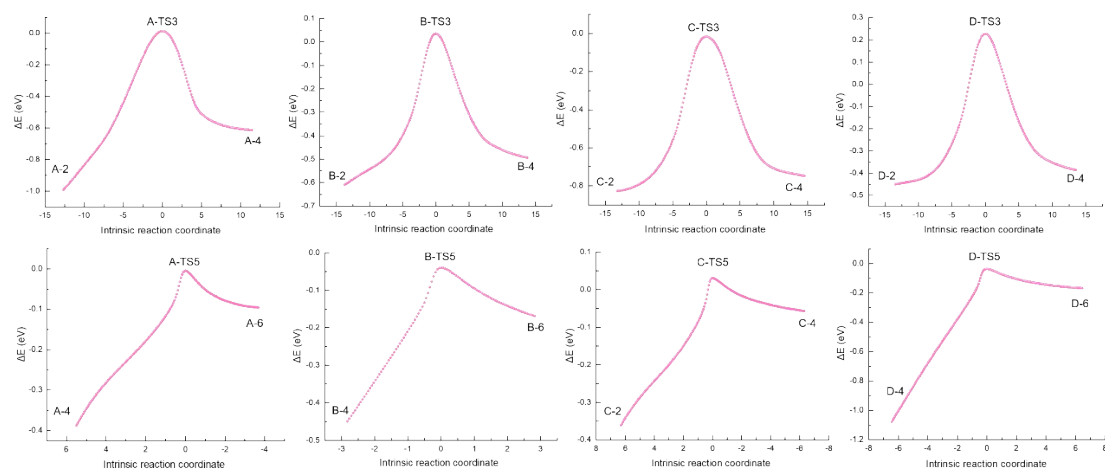 A-TS3
0.0
-0.2
-0.4
-0.6
-0.8
-1.0
ΔE (eV)
A-2
A-4
-15 -10 -5 0 5 10 15
Intrinsic reaction coordinate
B-TS3
0.1
0.0
-0.1
-0.2
-0.3
-0.4
-0.5
-0.6
-0.7
ΔE (eV)
B-2
B-4
-15 -10 -5 0 5 10 15
Intrinsic reaction coordinate
C-TS3
0.0
-0.2
-0.4
-0.6
-0.8
ΔE (eV)
C-2
C-4
-15 -10 -5 0 5 10 15
Intrinsic reaction coordinate
D-TS3
0.3
0.2
0.1
0.0
-0.1
-0.2
-0.3
-0.4
-0.5
ΔE (eV)
D-2
D-4
-15 -10 -5 0 5 10 15
Intrinsic reaction coordinate
A-TS5
0.0
-0.1
-0.2
-0.3
-0.4
ΔE (eV)
A-4
A-6
6 4 2 0 -2 -4
Intrinsic reaction coordinate
B-TS5
0.0
-0.1
-0.2
-0.3
-0.4
-0.5
ΔE (eV)
B-4
B-6
-3 -2 -1 0 1 2 3
Intrinsic reaction coordinate
C-TS5
0.1
0.0
-0.1
-0.2
-0.3
-0.4
-0.5
ΔE (eV)
C-2
C-4
8 6 4 2 0 -2 -4 -6 -8
Intrinsic reaction coordinate
D-TS5
0.0
-0.2
-0.4
-0.6
-0.8
-1.0
-1.2
ΔE (eV)
D-4
D-6
-8 -6 -4 -2 0 2 4 6 8
Intrinsic reaction coordinate